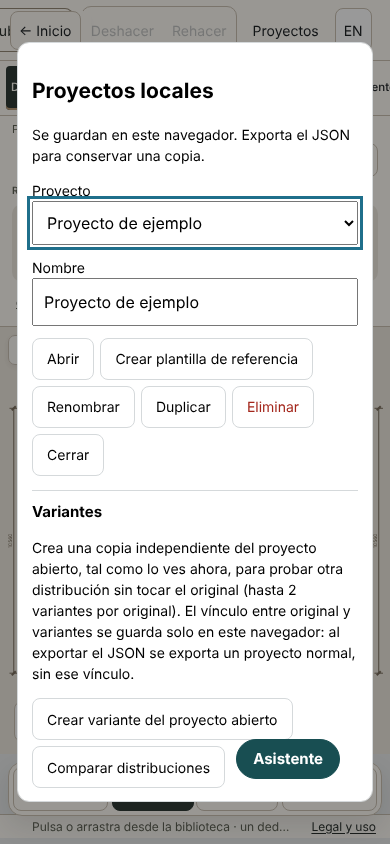 ← Inicio
Deshacer
Rehacer
Proyectos
EN
Proyectos locales
Se guardan en este navegador. Exporta el JSON
para conservar una copia.
Proyecto
Proyecto de ejemplo
Nombre
Proyecto de ejemplo
Abrir
Crear plantilla de referencia
Renombrar
Duplicar
Eliminar
Cerrar
Variantes
Crea una copia independiente del proyecto
abierto, tal como lo ves ahora, para probar otra
distribución sin tocar el original (hasta 2
variantes por original). El vínculo entre original y
variantes se guarda solo en este navegador: al
exportar el JSON se exporta un proyecto normal,
sin ese vínculo.
Crear variante del proyecto abierto
Comparar distribuciones
Asistente
Pulsa o arrastra desde la biblioteca · un ded...
Legal y uso